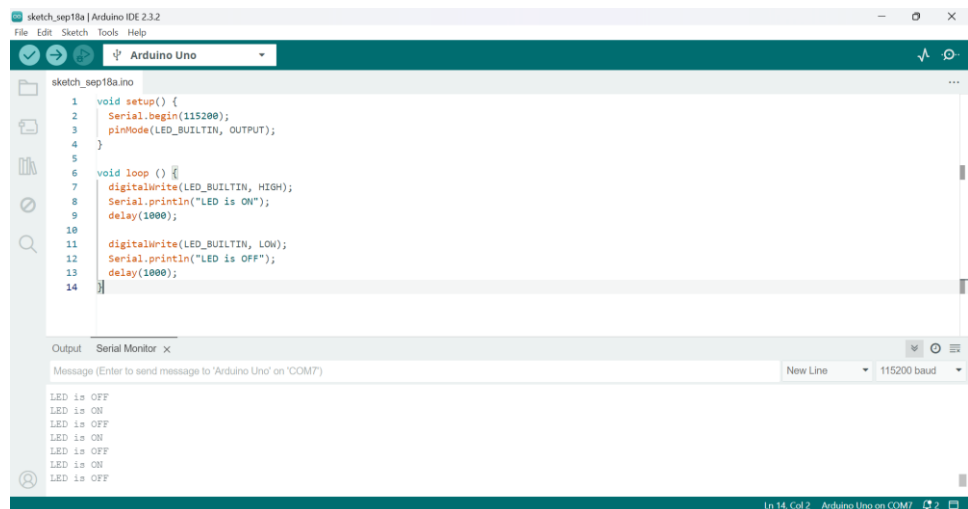 sketch_sep18a | Arduino IDE 2.3.2
File Edit Sketch Tools Help
Arduino Uno
sketch_sep18a.ino
1 void setup() {
2 Serial.begin(115200);
3 pinMode(LED_BUILTIN, OUTPUT);
4 }
5
6 void loop () {
7 digitalWrite(LED_BUILTIN, HIGH);
8 Serial.println("LED is ON");
9 delay(1000);
10
11 digitalWrite(LED_BUILTIN, LOW);
12 Serial.println("LED is OFF");
13 delay(1000);
14 }
Output Serial Monitor
Message (Enter to send message to 'Arduino Uno' on 'COM7') New Line 115200 baud
LED is OFF
LED is ON
LED is OFF
LED is ON
LED is OFF
LED is ON
LED is OFF
Ln 14, Col 2 Arduino Uno on COM7 2